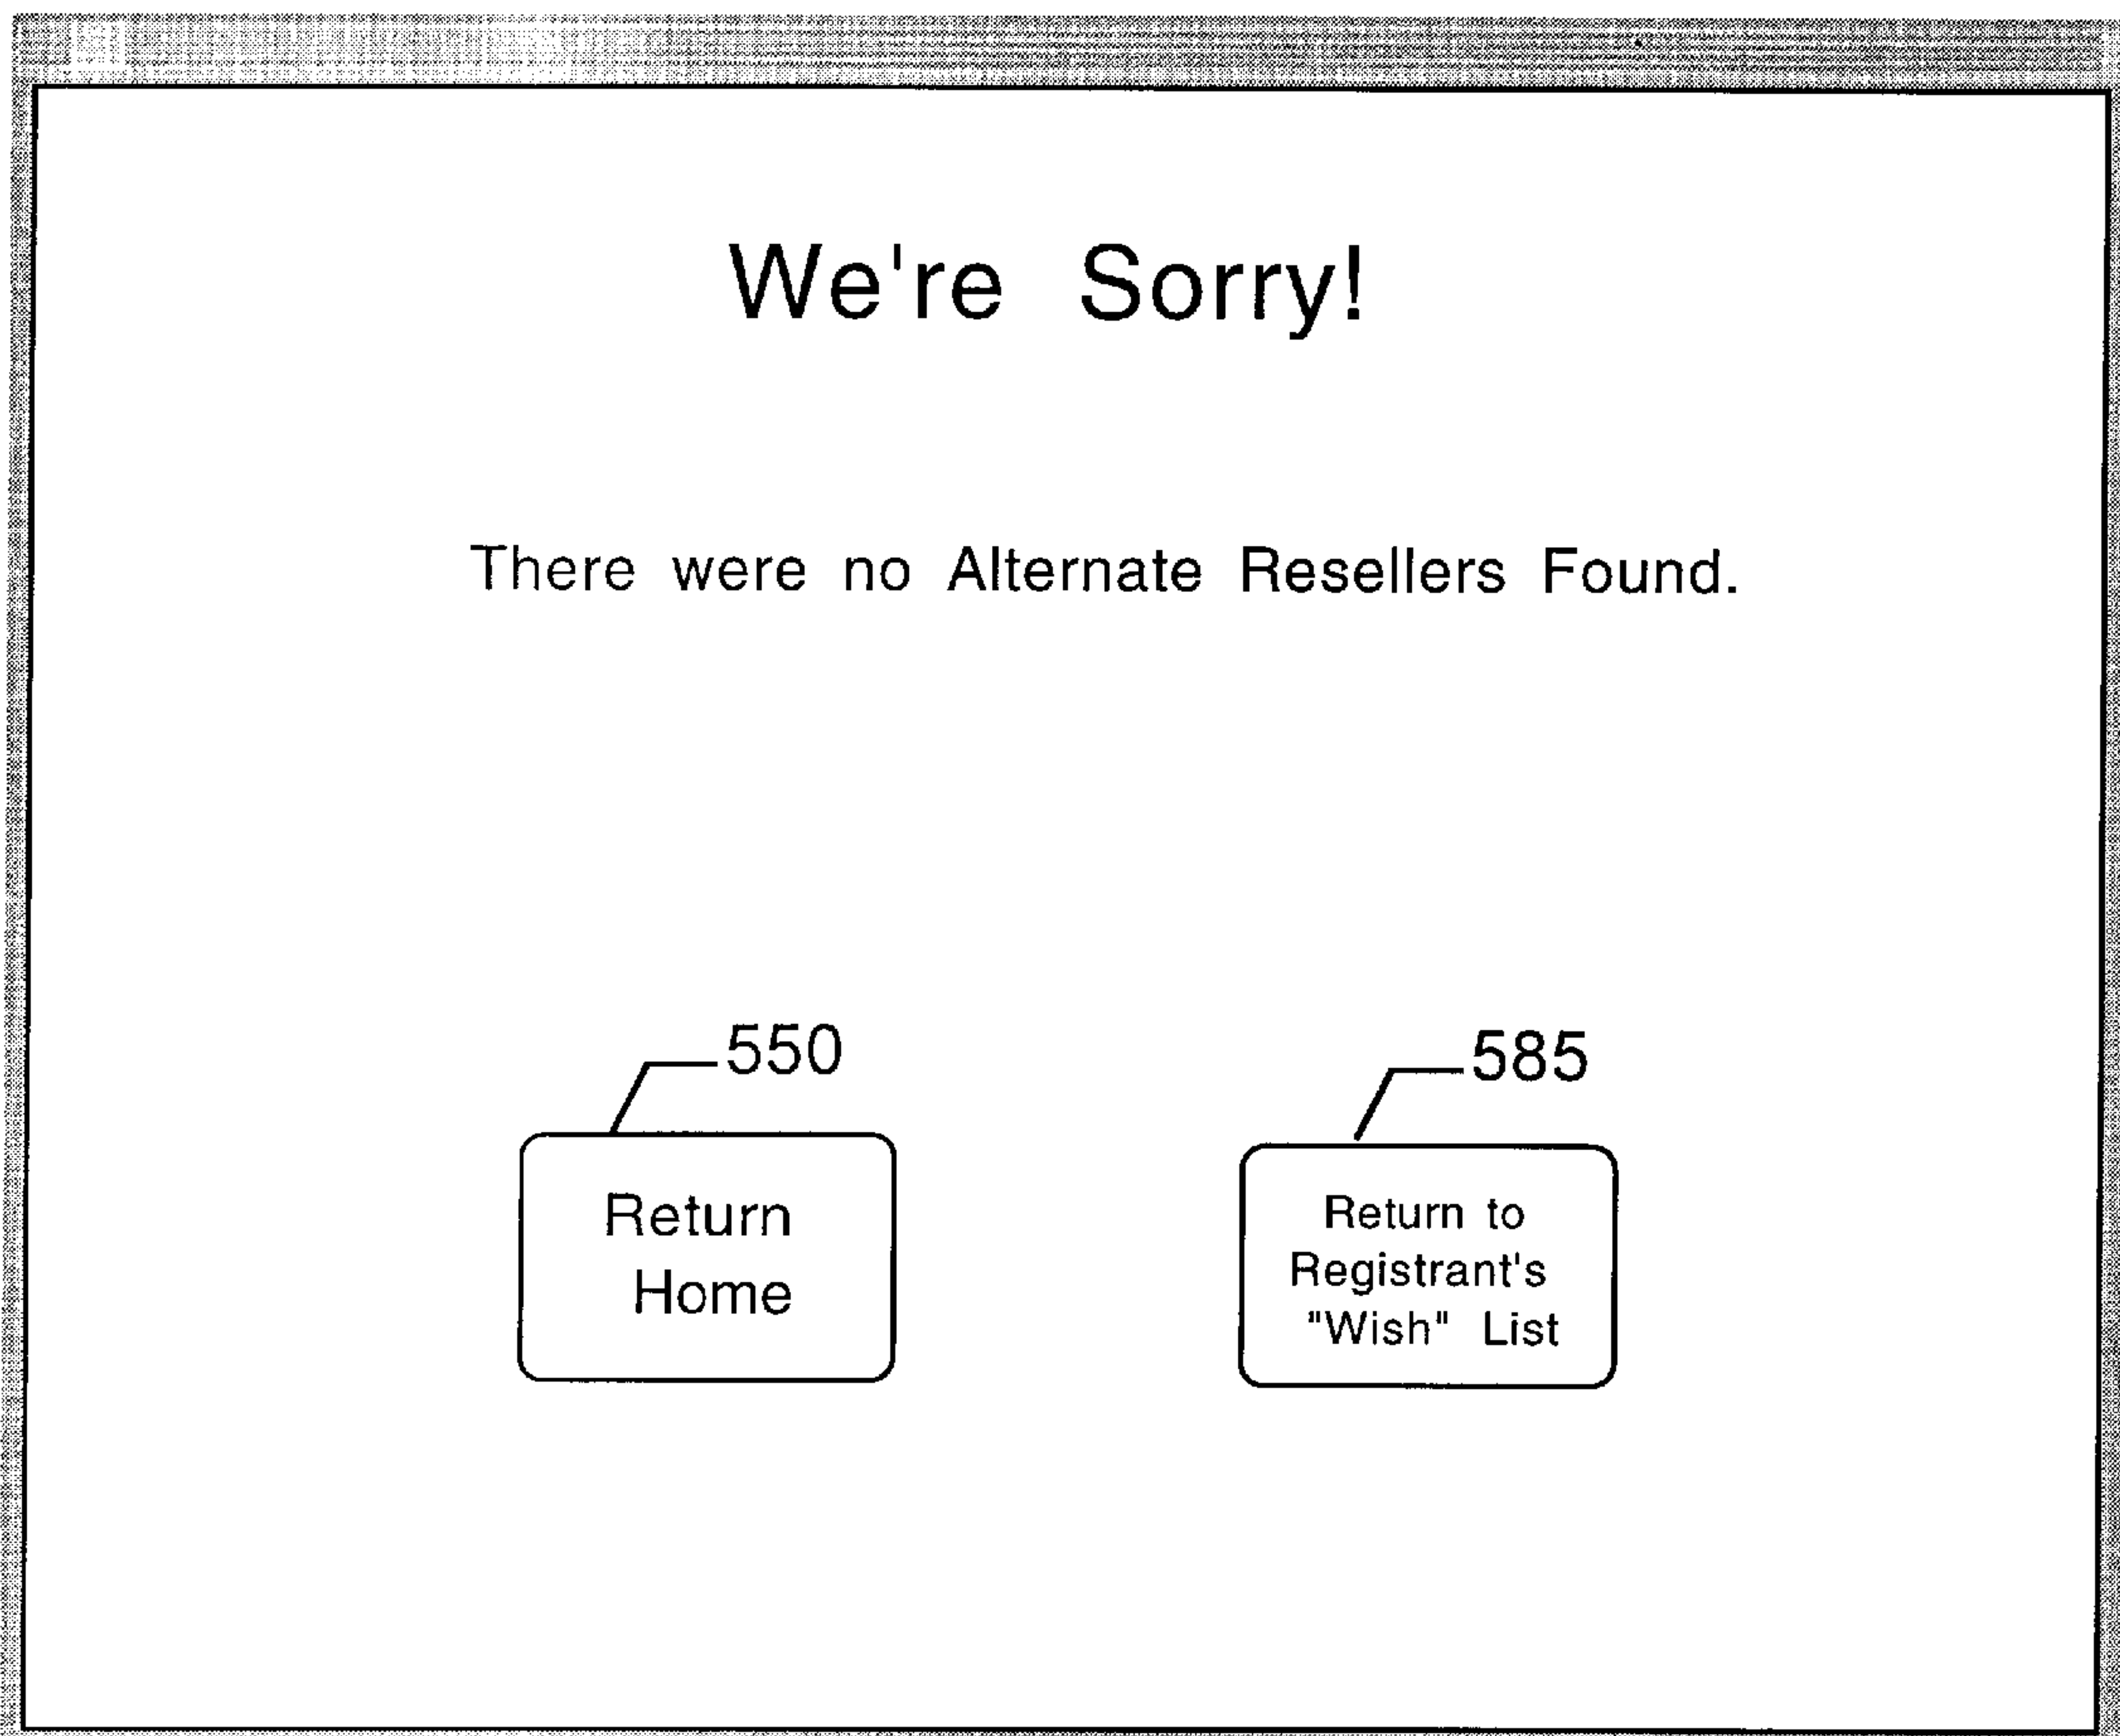 We're Sorry!
There were no Alternate Resellers Found.
550
585
Return
Home
Return to
Registrant's
"Wish" List